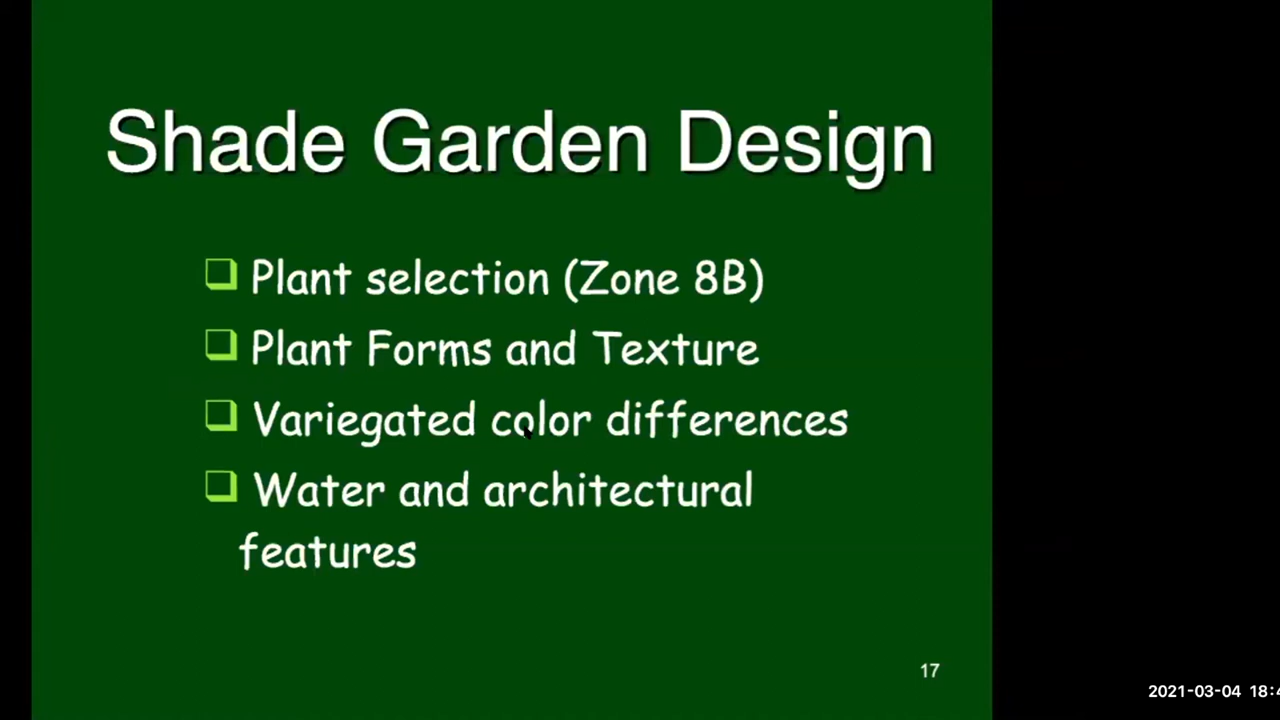 Shade Garden Design
Plant selection (Zone 8B)
Plant Forms and Texture
Variegated color differences
Water and architectural
features
17
2021-03-04 18:4